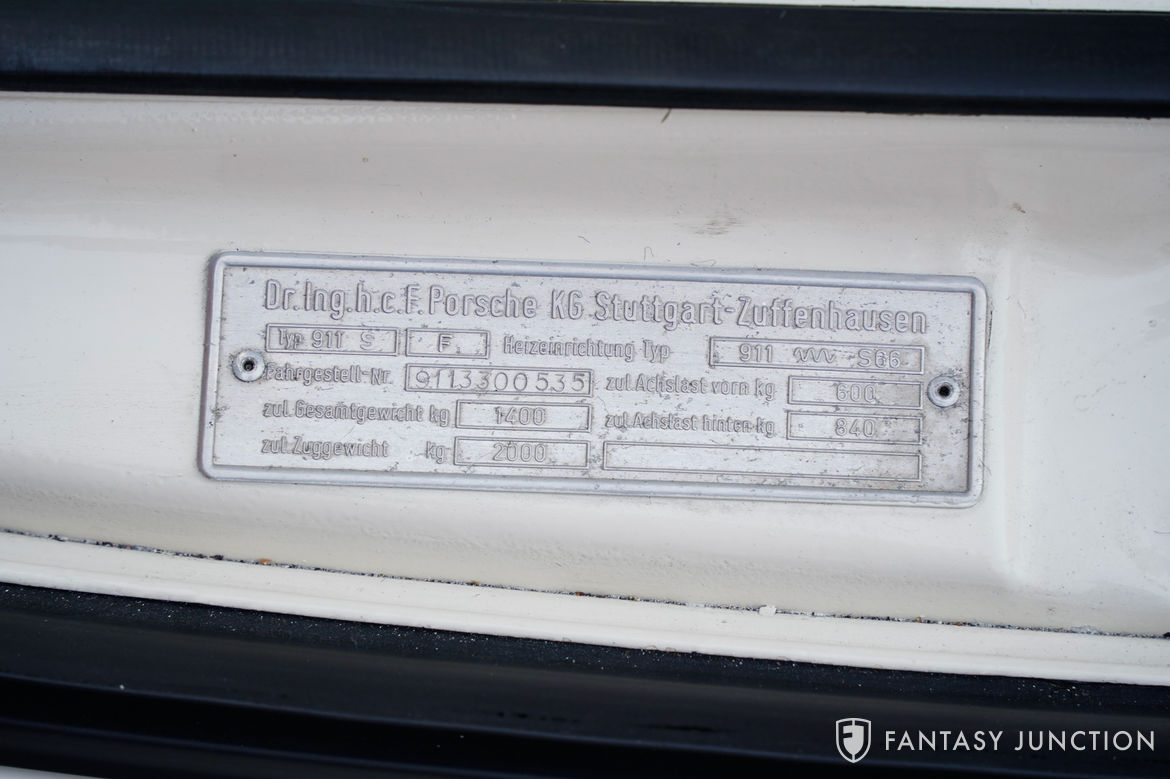 Dr. Ing. h.c. F. Porsche KG Stuttgart-Zuffenhausen
Typ 911 S F Heizeinrichtung Typ 911 S66
Fahrgestell-Nr. 9113300535 zul. Achslast vorn kg 600
zul. Gesamtgewicht kg 1400 zul. Achslast hinten kg 840
zul. Zuggewicht kg 2000
FANTASY JUNCTION